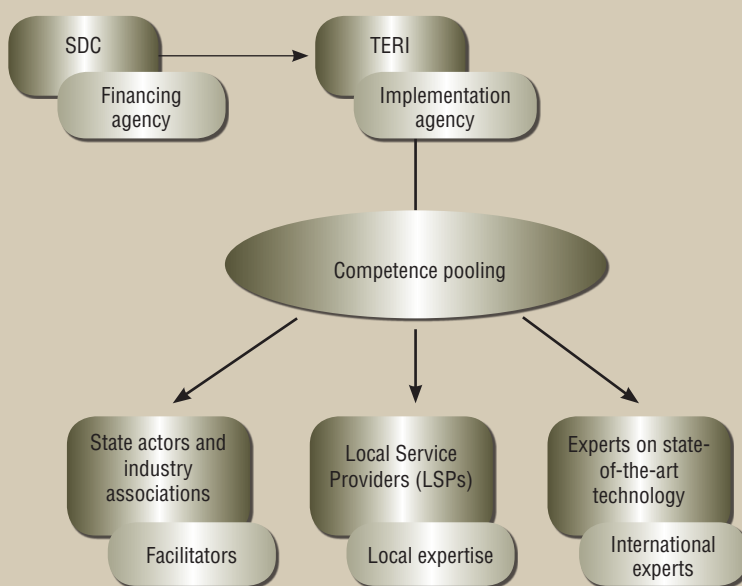 SDC
Financing
agency
TERI
Implementation
agency
Competence pooling
State actors and
industry
associations
Facilitators
Local Service
Providers (LSPs)
Local expertise
Experts on state-
of-the-art
technology
International
experts